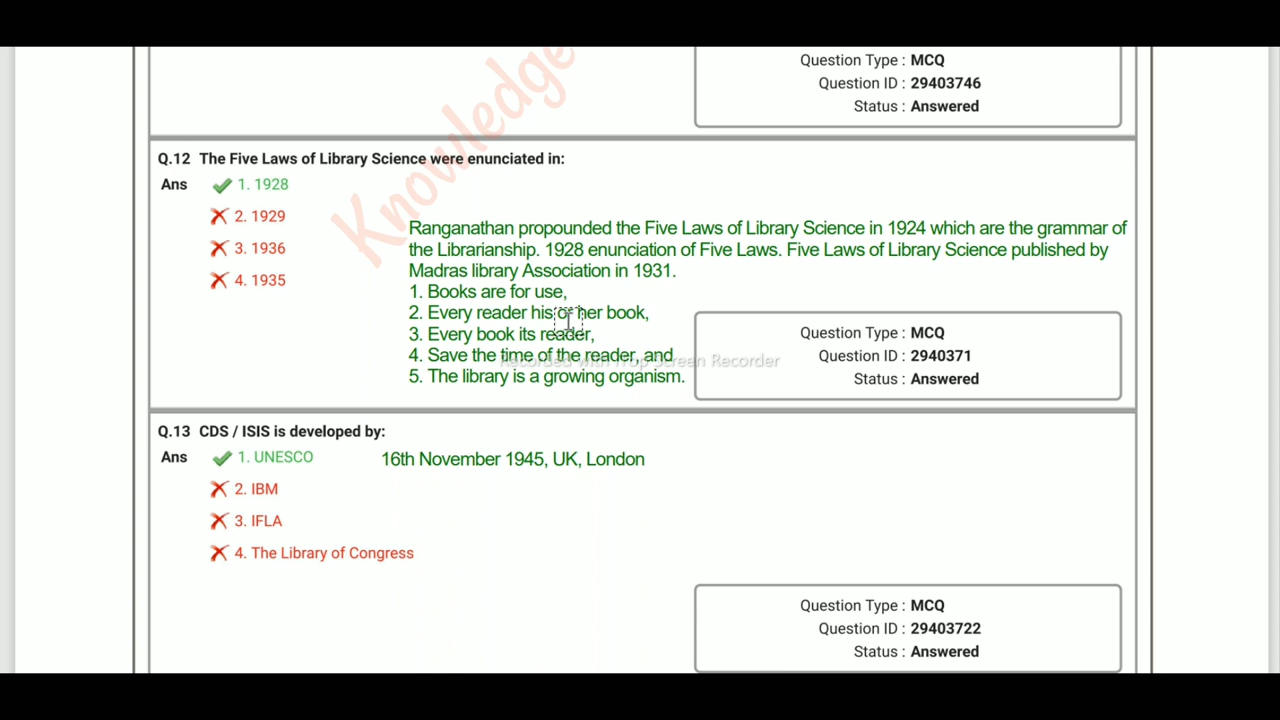 Knowledge
Question Type : MCQ
Question ID : 29403746
Status : Answered
Q.12 The Five Laws of Library Science were enunciated in:
Ans 1. 1928
2. 1929
3. 1936
4. 1935
Ranganathan propounded the Five Laws of Library Science in 1924 which are the grammar of
the Librarianship. 1928 enunciation of Five Laws. Five Laws of Library Science published by
Madras library Association in 1931.
1. Books are for use,
2. Every reader his or her book,
3. Every book its reader,
4. Save the time of the reader, and
5. The library is a growing organism.
Recorded with iTop Screen Recorder
Question Type : MCQ
Question ID : 2940371
Status : Answered
Q.13 CDS / ISIS is developed by:
Ans 1. UNESCO
2. IBM
3. IFLA
4. The Library of Congress
16th November 1945, UK, London
Question Type : MCQ
Question ID : 29403722
Status : Answered